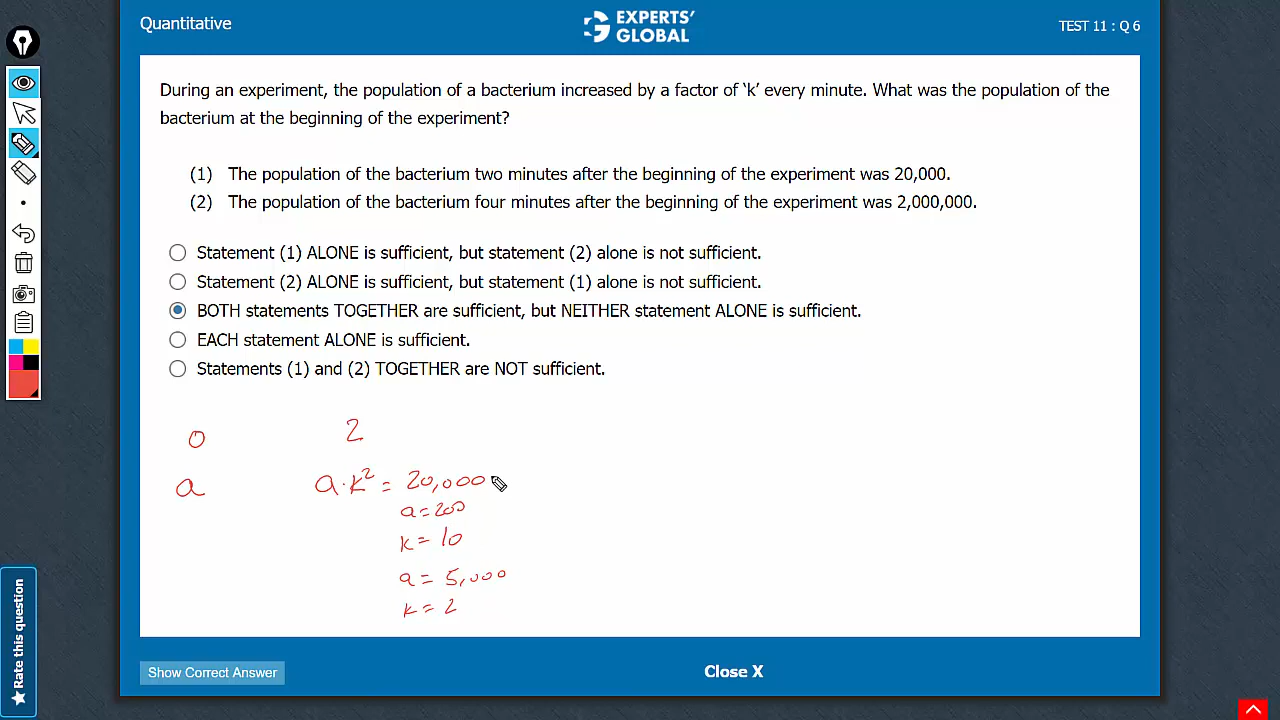 Quantitative
EXPERTS'
GLOBAL
TEST 11 : Q 6
During an experiment, the population of a bacterium increased by a factor of ‘k’ every minute. What was the population of the
bacterium at the beginning of the experiment?
(1) The population of the bacterium two minutes after the beginning of the experiment was 20,000.
(2) The population of the bacterium four minutes after the beginning of the experiment was 2,000,000.
Statement (1) ALONE is sufficient, but statement (2) alone is not sufficient.
Statement (2) ALONE is sufficient, but statement (1) alone is not sufficient.
BOTH statements TOGETHER are sufficient, but NEITHER statement ALONE is sufficient.
EACH statement ALONE is sufficient.
Statements (1) and (2) TOGETHER are NOT sufficient.
0 2
a a·k² = 20,000
a = 200
k = 10
a = 5,000
k = 2
Rate this question
Show Correct Answer
Close X